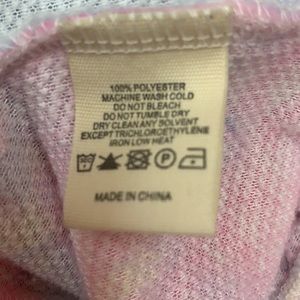 100% POLYESTER
MACHINE WASH COLD
DO NOT BLEACH
DO NOT TUMBLE DRY
DRY CLEAN ANY SOLVENT
EXCEPT TRICHLOROETHYLENE
IRON LOW HEAT
P
MADE IN CHINA